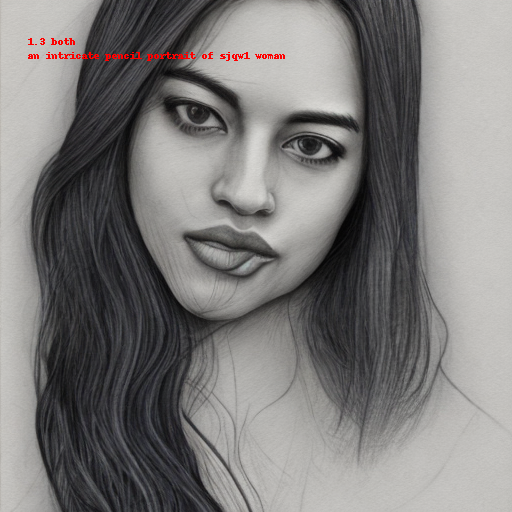 1.3 both
an intricate pencil portrait of sjqw1 woman